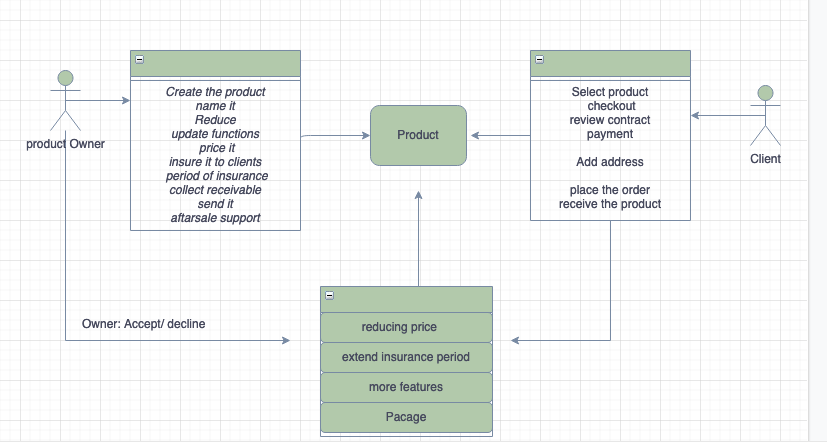 Create the product
name it
Reduce
update functions
price it
insure it to clients
period of insurance
collect receivable
send it
aftarsale support
product Owner
Product
Select product
checkout
review contract
payment
Add address
place the order
receive the product
Client
Owner: Accept/ decline
reducing price
extend insurance period
more features
Pacage